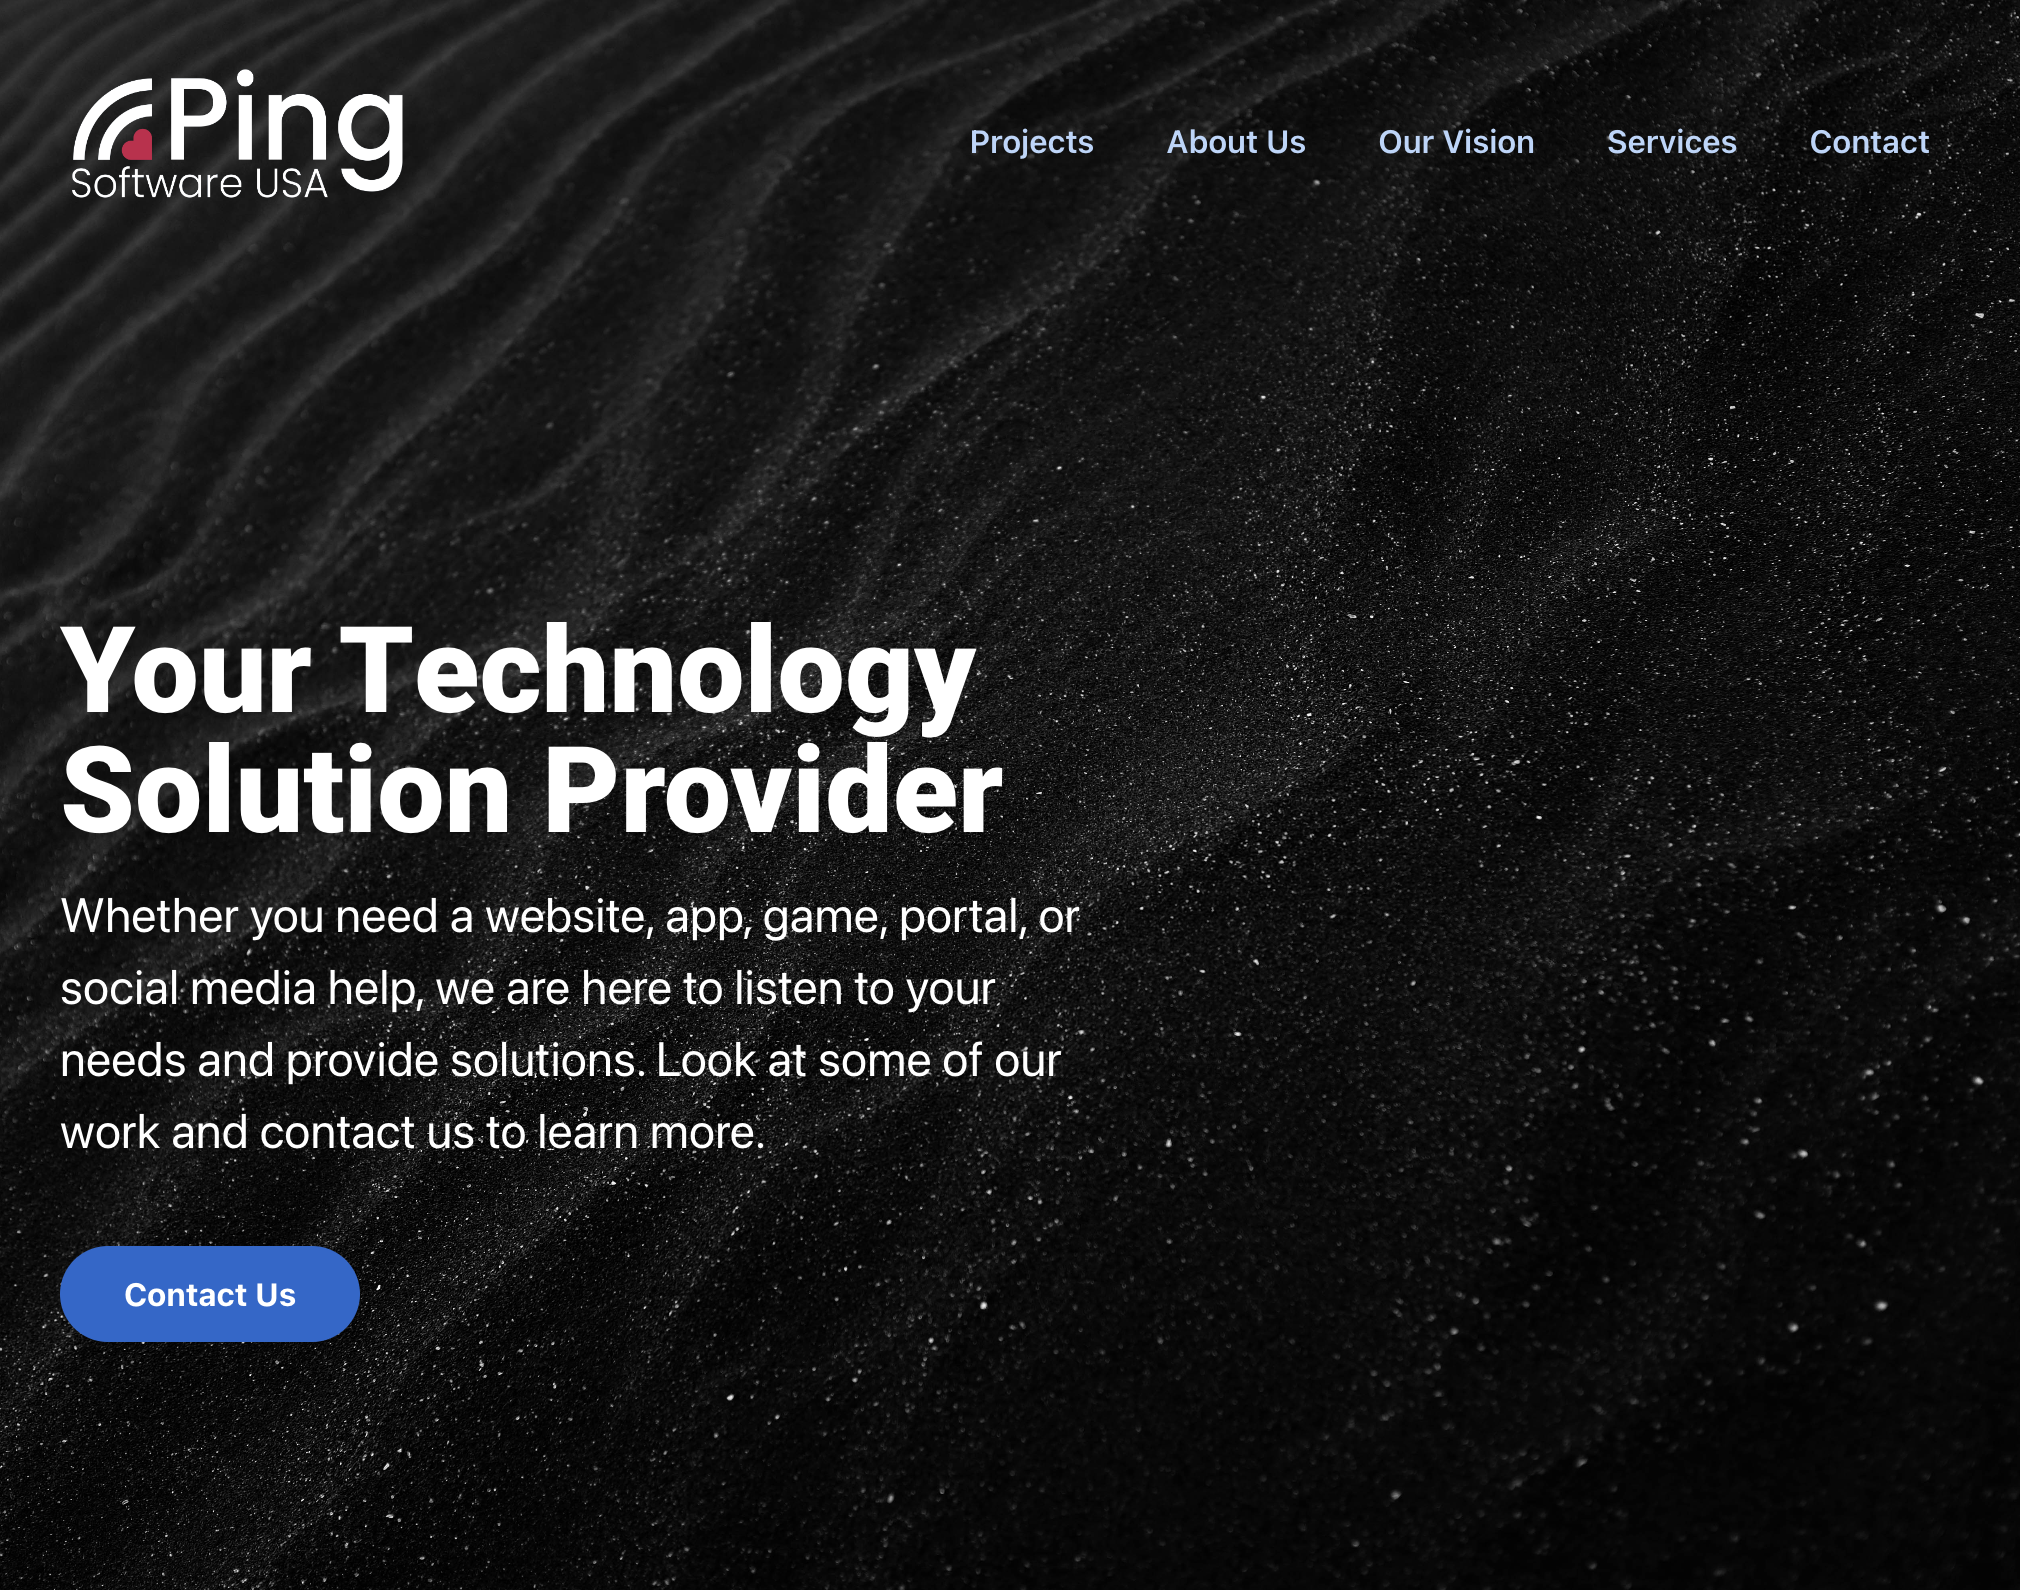 Ping
Software USA
Projects
About Us
Our Vision
Services
Contact
Your Technology
Solution Provider
Whether you need a website, app, game, portal, or
social media help, we are here to listen to your
needs and provide solutions. Look at some of our
work and contact us to learn more.
Contact Us